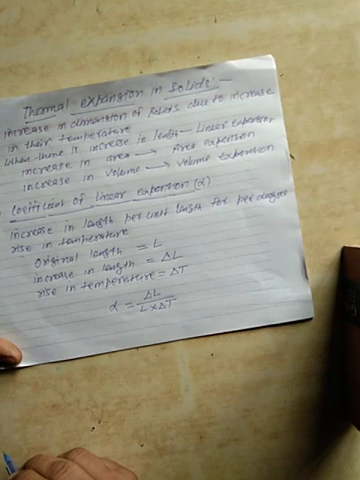 Thermal expansion in solids:-
increase in dimension of solids due to increase
in their temperature
When there is increase in length — Linear expansion
increase in area → Area expansion
increase in volume → Volume expansion
Coefficient of linear expansion (α)
increase in length per unit length for per degree
rise in temperature
Original length = L
increase in length = ΔL
rise in temperature = ΔT
α = ΔL / L × ΔT